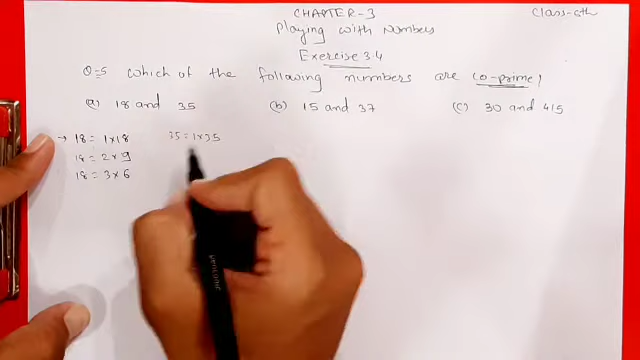 CHAPTER-3
Class-6th
Playing with Numbers
Exercise 3.4
Q=5 Which of the following numbers are Co-prime?
(a) 18 and 35 (b) 15 and 37 (c) 30 and 415
→ 18 = 1×18 35 = 1×35
18 = 2×9
18 = 3×6